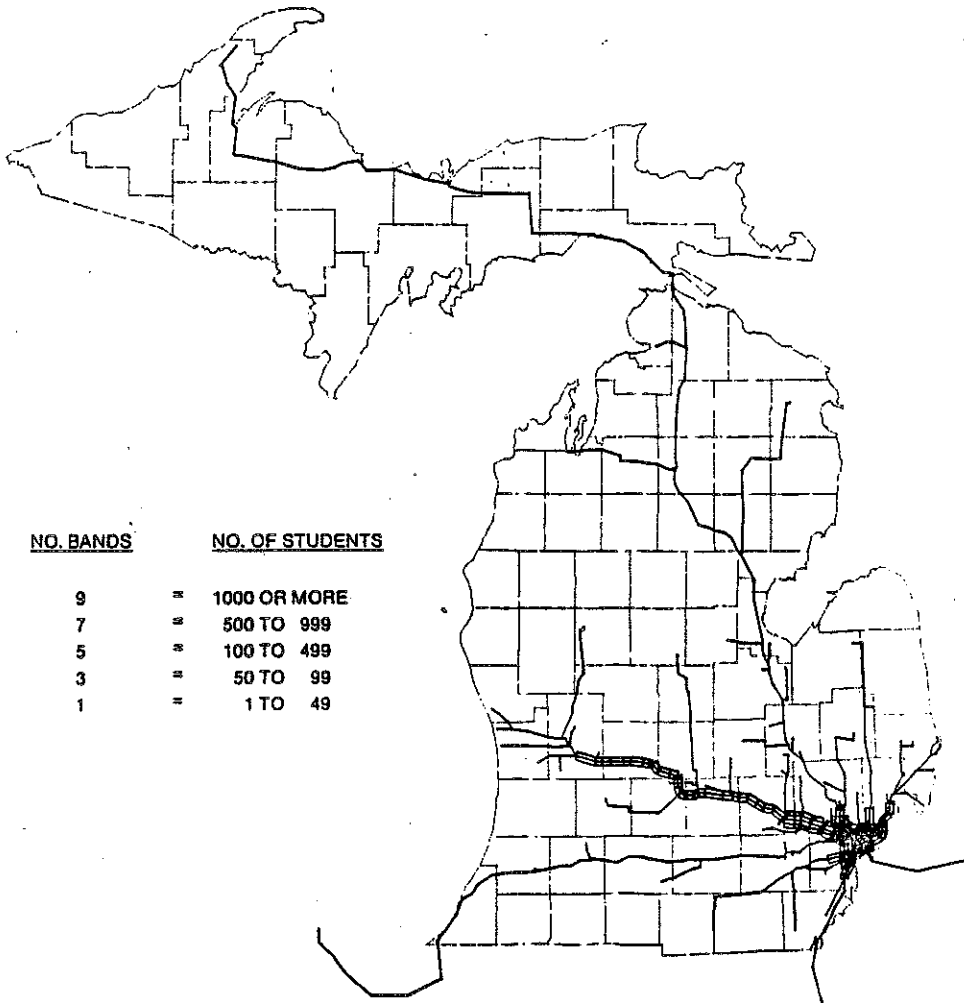 NO. BANDS NO. OF STUDENTS
9 = 1000 OR MORE
7 = 500 TO 999
5 = 100 TO 499
3 = 50 TO 99
1 = 1 TO 49